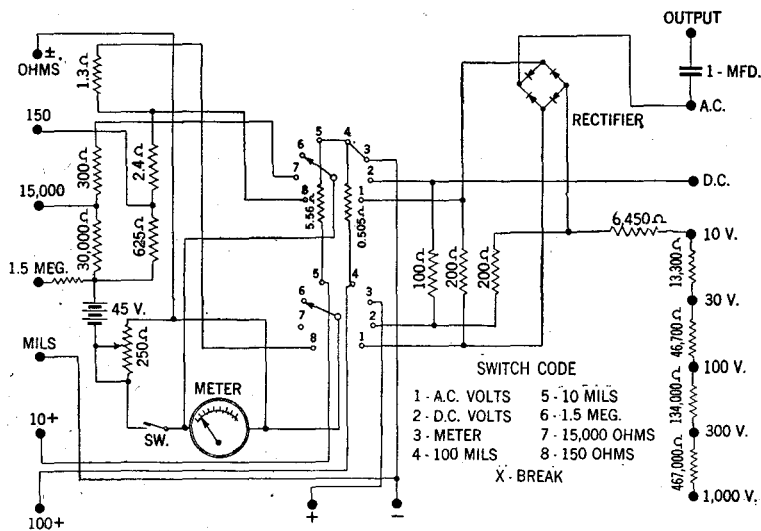 OUTPUT
±
OHMS
1.3Ω
1-MFD.
A.C.
RECTIFIER
150
300Ω
2.4Ω
5
4
3
6
7
2
D.C.
8
1
5.56Ω
0.505Ω
15,000
30,000Ω
625Ω
6,450Ω
10 V.
100Ω
200Ω
200Ω
13,300Ω
1.5 MEG.
5
4
6
3
30 V.
45 V.
7
2
8
1
46,700Ω
MILS
250Ω
METER
SW.
SWITCH CODE
1 - A.C. VOLTS
2 - D.C. VOLTS
3 - METER
4 - 100 MILS
5 - 10 MILS
6 - 1.5 MEG.
7 - 15,000 OHMS
8 - 150 OHMS
X - BREAK
100 V.
134,000Ω
300 V.
467,000Ω
1,000 V.
10+
100+
+
−